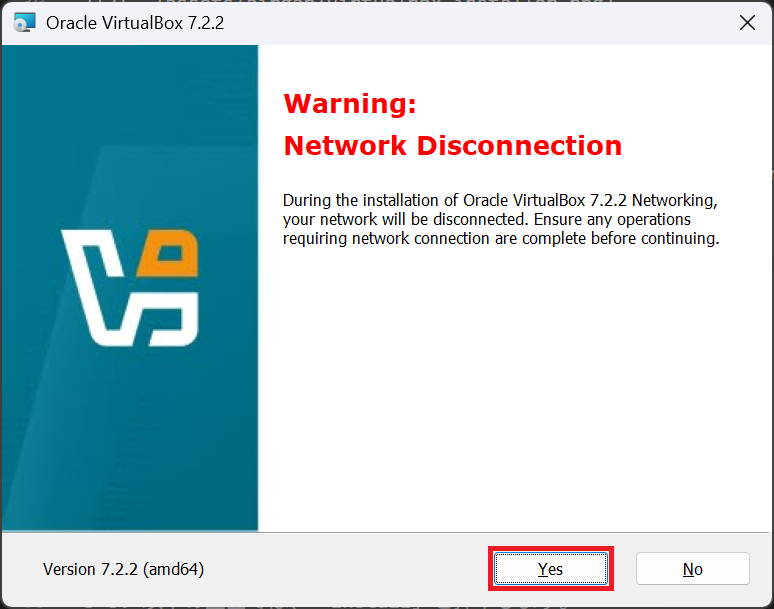 Oracle VirtualBox 7.2.2
Warning:
Network Disconnection
During the installation of Oracle VirtualBox 7.2.2 Networking,
your network will be disconnected. Ensure any operations
requiring network connection are complete before continuing.
Version 7.2.2 (amd64)
Yes
No